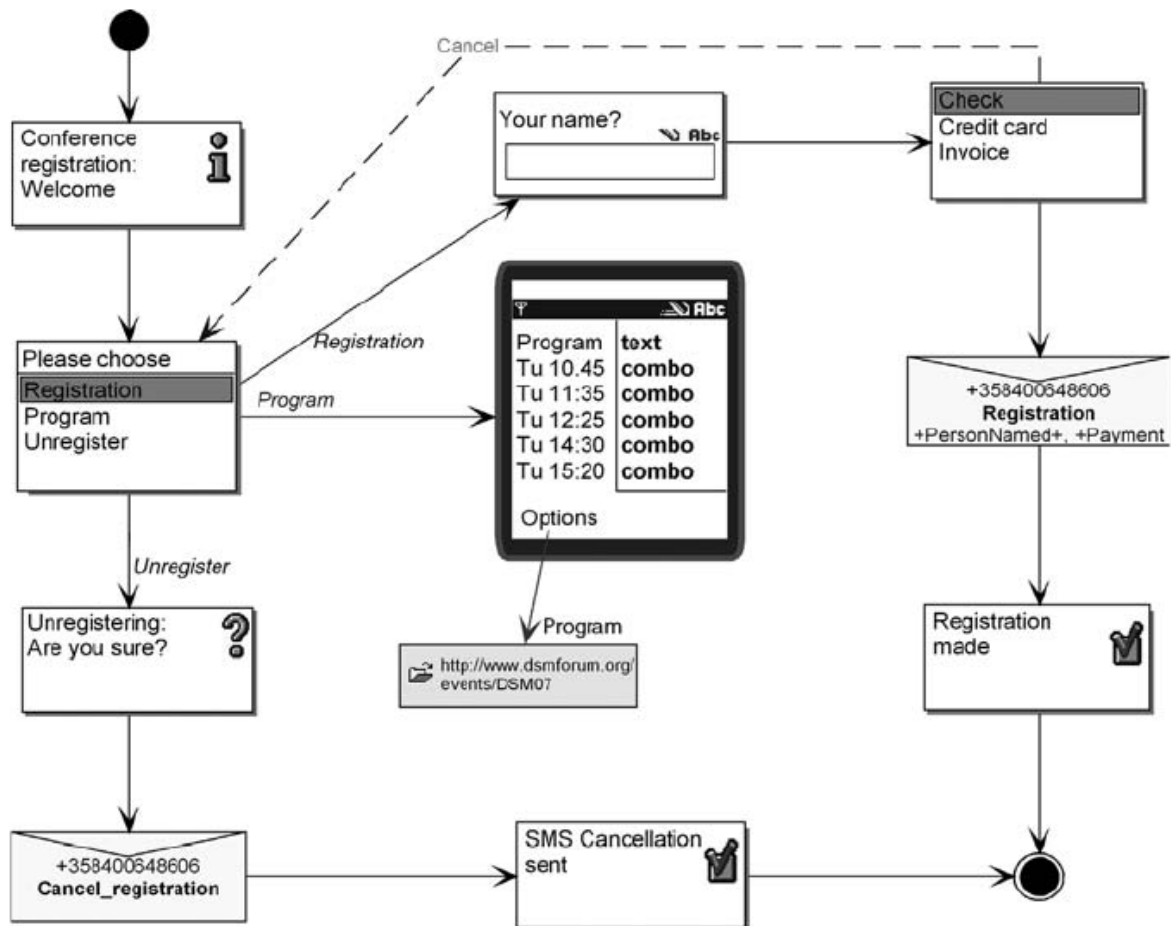 Cancel
Conference
registration:
Welcome
Your name?
Abc
Check
Credit card
Invoice
Please choose
Registration
Program
Unregister
Registration
Program
Abc
Program text
Tu 10.45 combo
Tu 11:35 combo
Tu 12:25 combo
Tu 14:30 combo
Tu 15:20 combo
Options
+358400648606
Registration
+PersonNamed+, +Payment
Unregister
Unregistering:
Are you sure?
Program
http://www.dsmforum.org/
events/DSM07
Registration
made
+358400648606
Cancel_registration
SMS Cancellation
sent